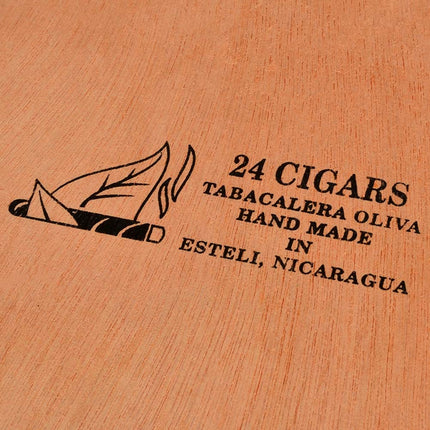 24 CIGARS
TABACALERA OLIVA
HAND MADE
IN
ESTELI, NICARAGUA